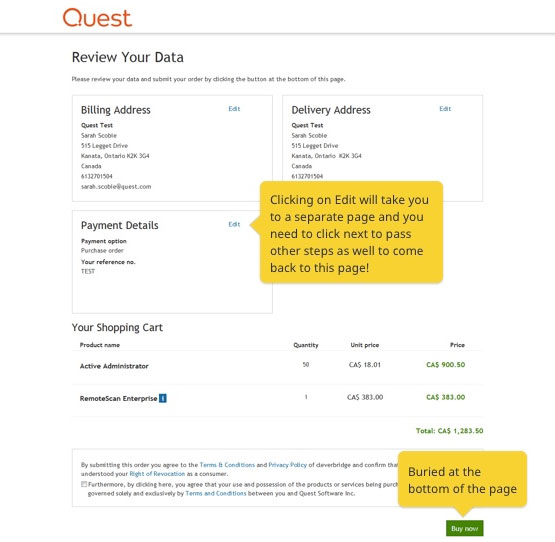 Quest
Review Your Data
Please review your data and submit your order by clicking the button at the bottom of this page.
Billing Address
Edit
Quest Test
Sarah Scoble
515 Legget Drive
Kanata, Ontario K2K 3G4
Canada
6132701504
sarah.scoble@quest.com
Delivery Address
Edit
Quest Test
Sarah Scoble
515 Legget Drive
Kanata, Ontario K2K 3G4
Canada
6132701504
Payment Details
Edit
Payment option
Purchase order
Your reference no.
TEST
Clicking on Edit will take you
to a separate page and you
need to click next to pass
other steps as well to come
back to this page!
Your Shopping Cart
Product name Quantity Unit price Price
Active Administrator 50 CA$ 18.01 CA$ 900.50
RemoteScan Enterprise i 1 CA$ 383.00 CA$ 383.00
Total: CA$ 1,283.50
By submitting this order you agree to the Terms & Conditions and Privacy Policy of cleverbridge and confirm that
understood your Right of Revocation as a consumer.
Furthermore, by clicking here, you agree that your use and possession of the products or services being purch
governed solely and exclusively by Terms and Conditions between you and Quest Software Inc.
Buried at the
bottom of the page
Buy now